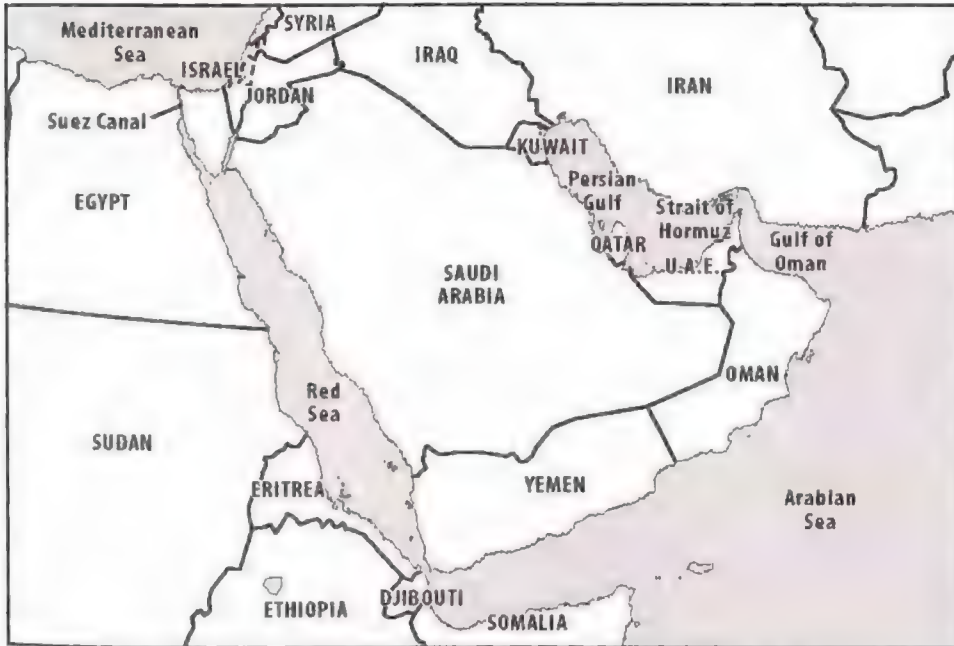 Mediterranean
Sea
SYRIA
ISRAEL
IRAQ
JORDAN
IRAN
Suez Canal
KUWAIT
EGYPT
Persian
Gulf
Strait of
Hormuz
QATAR
Gulf of
Oman
U.A.E.
SAUDI
ARABIA
OMAN
Red
Sea
SUDAN
ERITREA
YEMEN
Arabian
Sea
ETHIOPIA
DJIBOUTI
SOMALIA